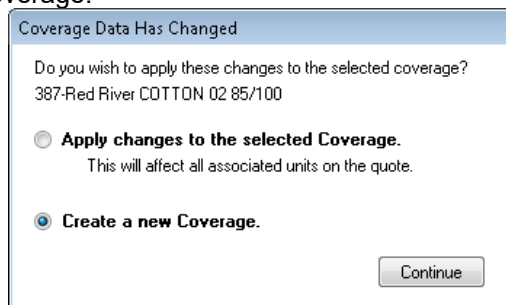 Coverage Data Has Changed
Do you wish to apply these changes to the selected coverage?
387-Red River COTTON 02 85/100
Apply changes to the selected Coverage.
This will affect all associated units on the quote.
Create a new Coverage.
Continue